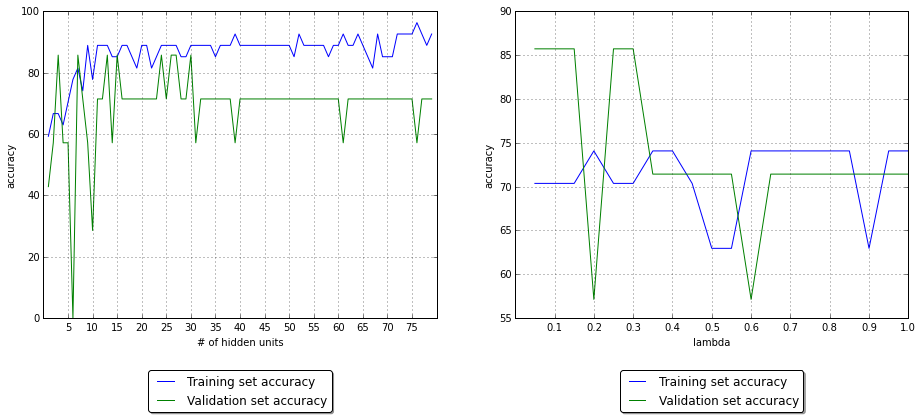 100
80
60
40
20
0
accuracy
5 10 15 20 25 30 35 40 45 50 55 60 65 70 75
# of hidden units
Training set accuracy
Validation set accuracy
90
85
80
75
70
65
60
55
accuracy
0.1 0.2 0.3 0.4 0.5 0.6 0.7 0.8 0.9 1.0
lambda
Training set accuracy
Validation set accuracy